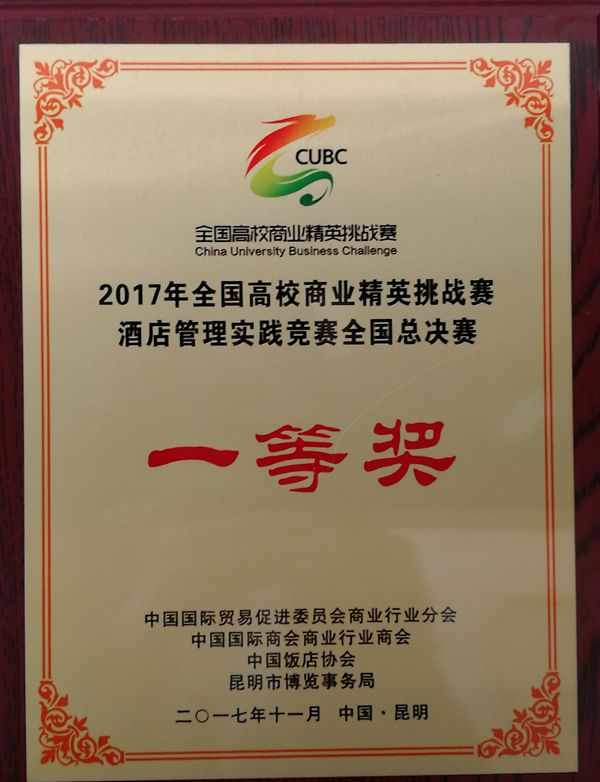 CUBC
全国高校商业精英挑战赛
China University Business Challenge
2017年全国高校商业精英挑战赛
酒店管理实践竞赛全国总决赛
一等奖
中国国际贸易促进委员会商业行业分会
中国国际商会商业行业商会
中国饭店协会
昆明市博览事务局
二〇一七年十一月 中国·昆明